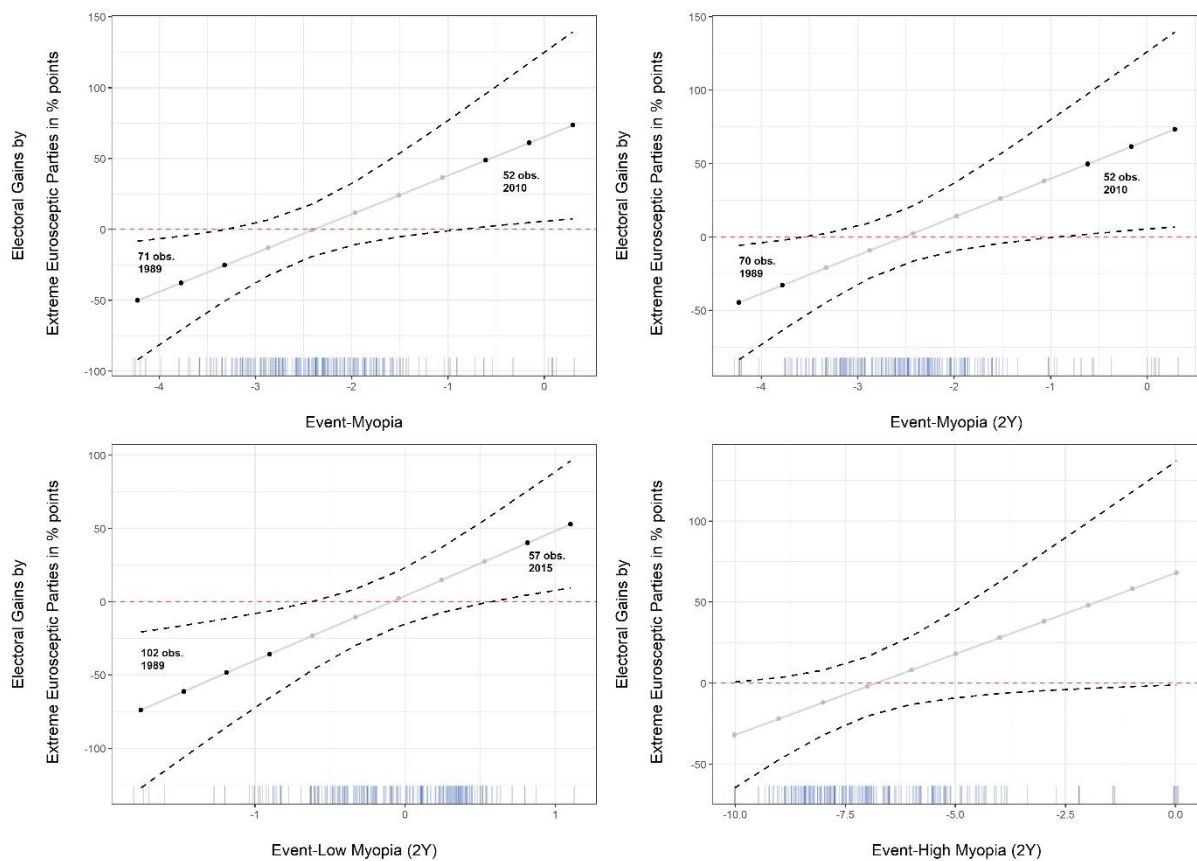 Electoral Gains by
Extreme Eurosceptic Parties in % points
150
100
50
0
-50
-100
71 obs.
1989
52 obs.
2010
-4
-3
-2
-1
0
Event-Myopia
Electoral Gains by
Extreme Eurosceptic Parties in % points
150
100
50
0
-50
70 obs.
1989
52 obs.
2010
-4
-3
-2
-1
0
Event-Myopia (2Y)
Electoral Gains by
Extreme Eurosceptic Parties in % points
100
50
0
-50
-100
102 obs.
1989
57 obs.
2015
-1
0
1
Event-Low Myopia (2Y)
Electoral Gains by
Extreme Eurosceptic Parties in % points
100
50
0
-50
-10.0
-7.5
-5.0
-2.5
0.0
Event-High Myopia (2Y)